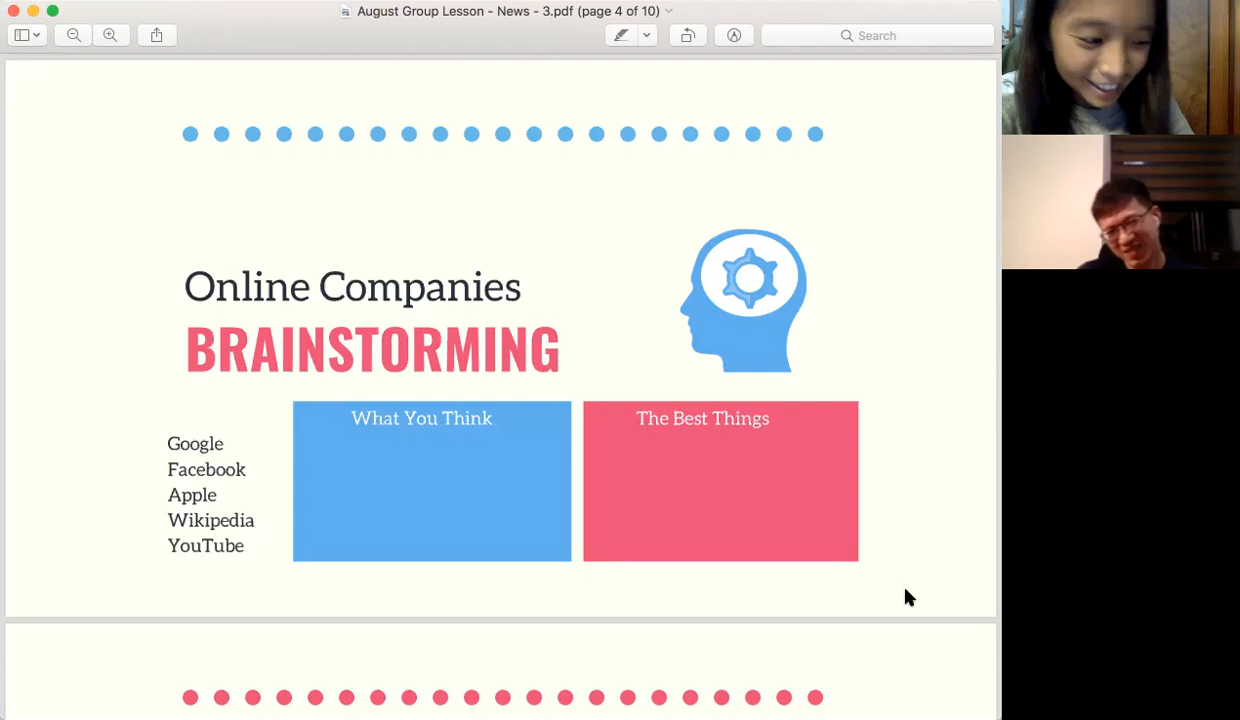 August Group Lesson - News - 3.pdf (page 4 of 10)
Search
Online Companies
BRAINSTORMING
What You Think
The Best Things
Google
Facebook
Apple
Wikipedia
YouTube